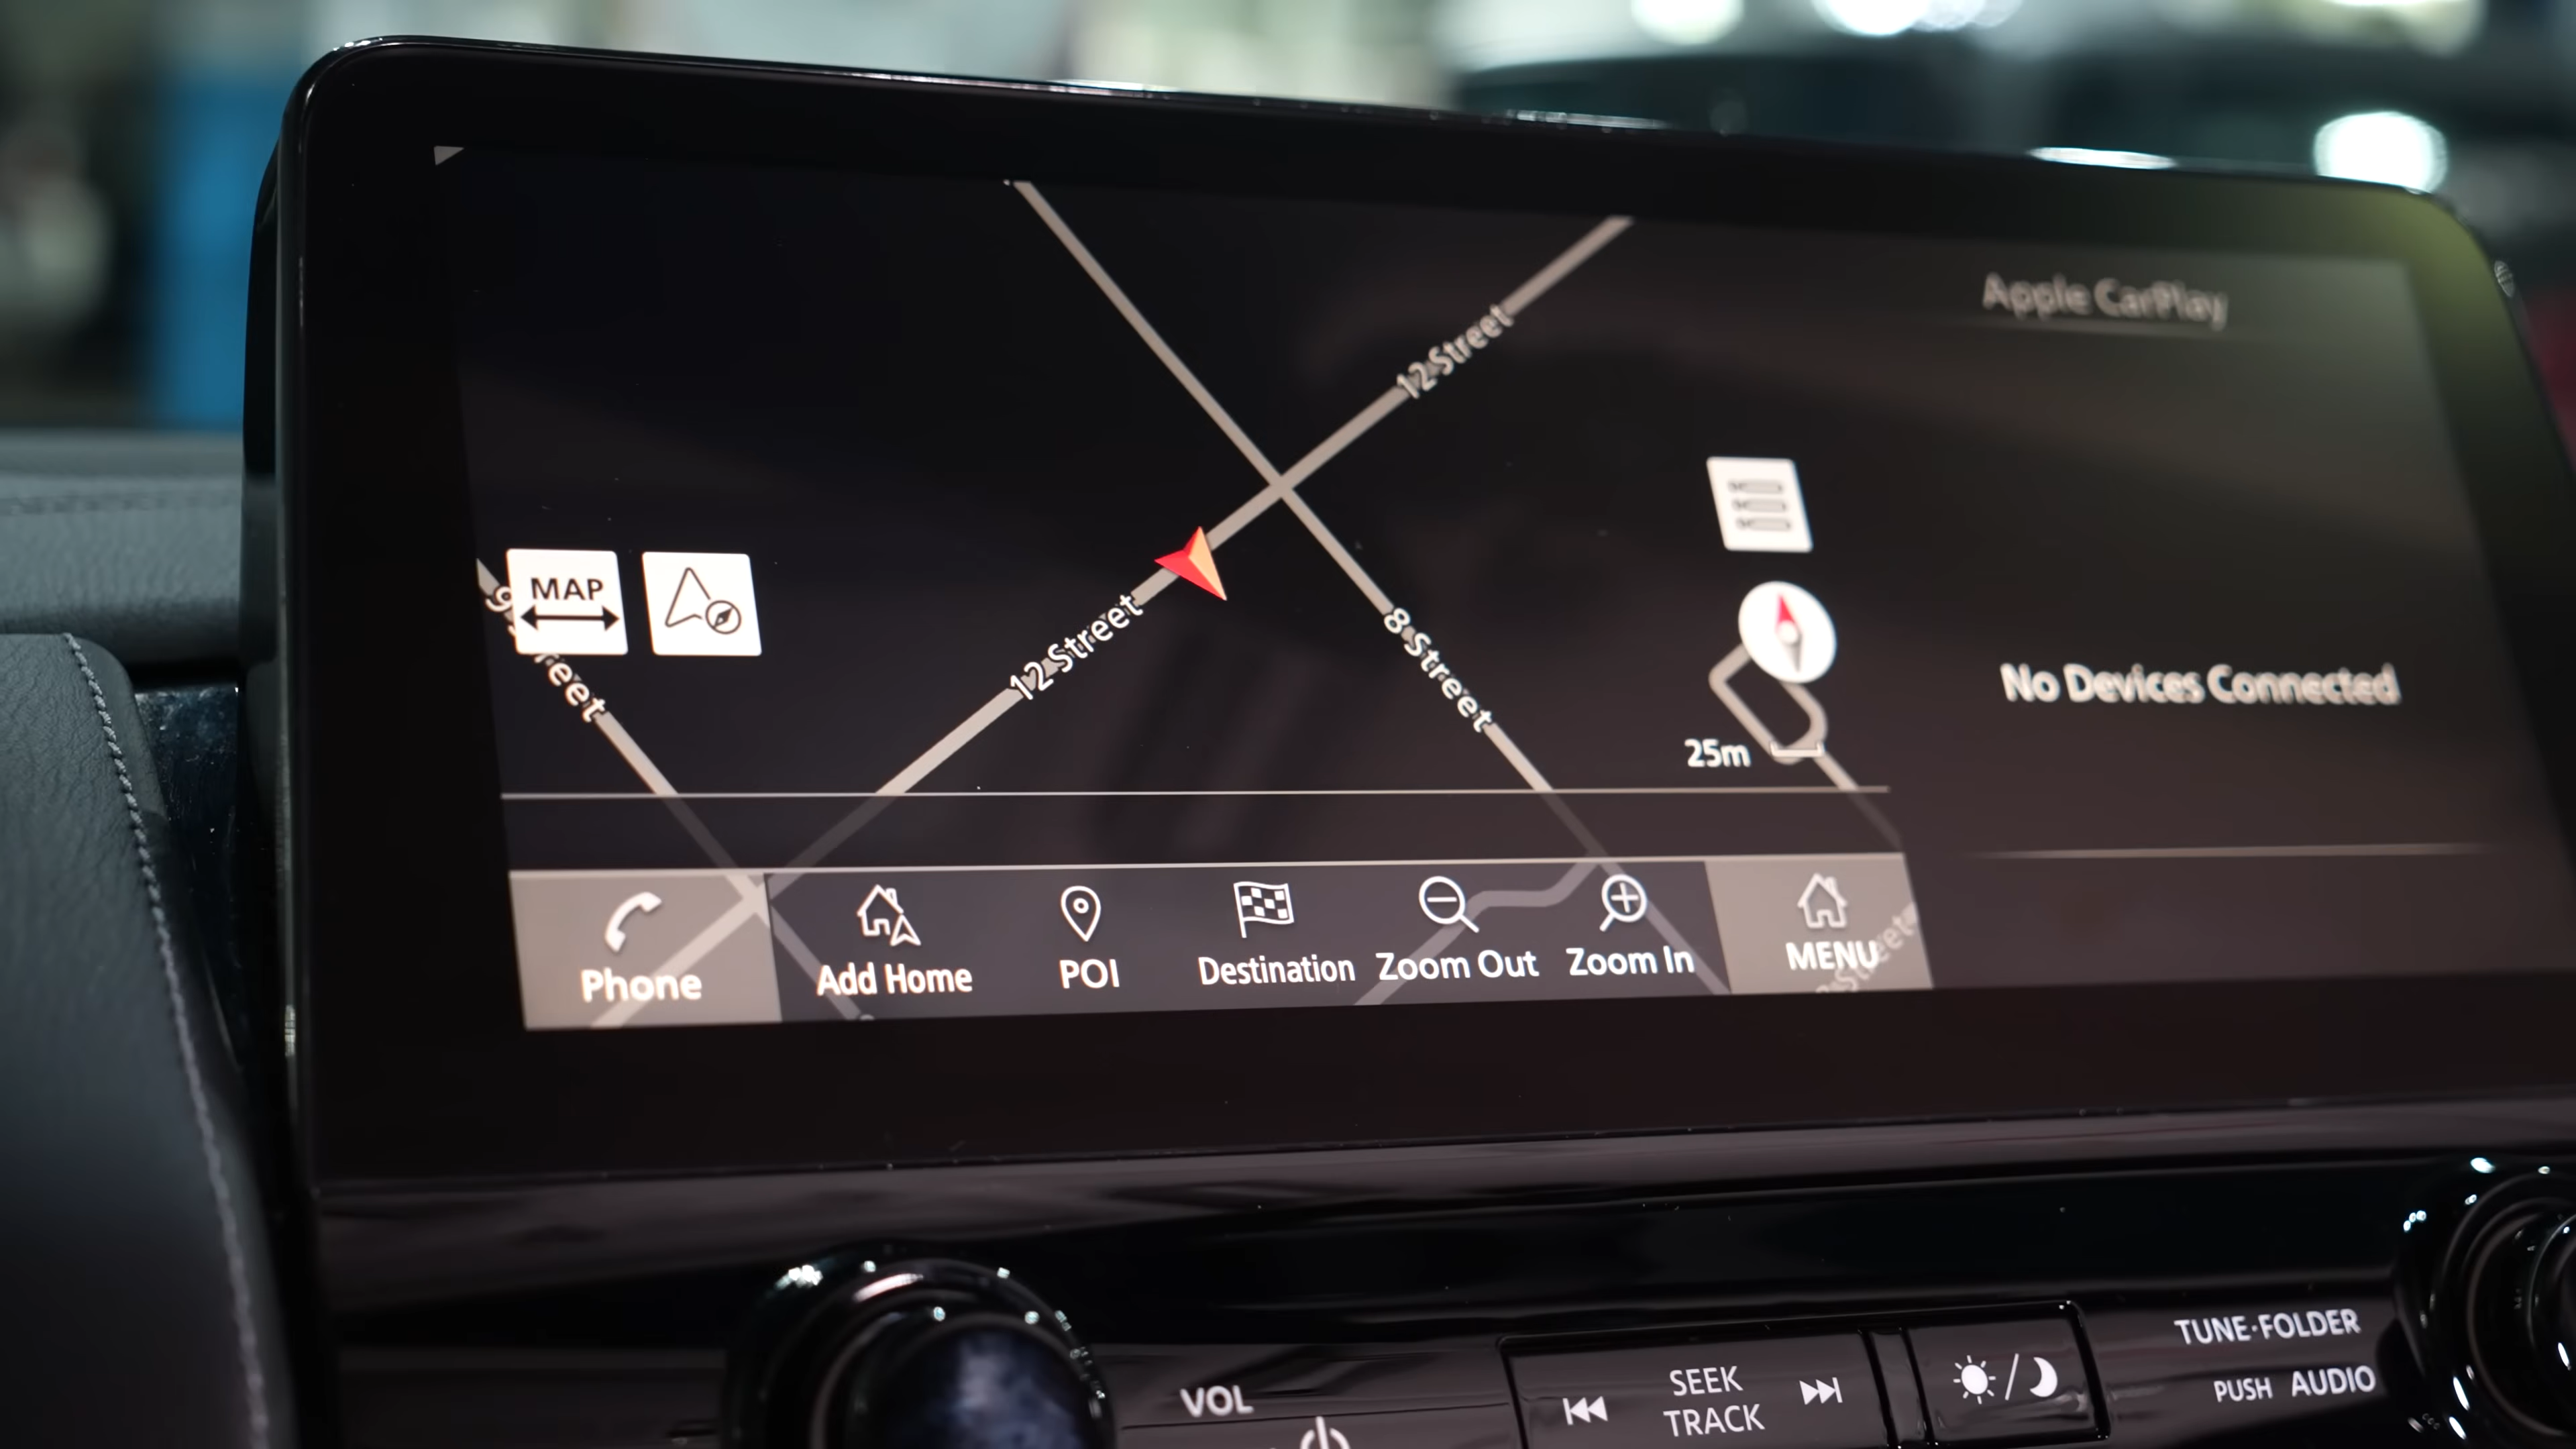 Apple CarPlay
12 Street
MAP
12 Street
8 Street
No Devices Connected
25m
Phone
Add Home
POI
Destination
Zoom Out
Zoom In
MENU
VOL
SEEK
TRACK
TUNE·FOLDER
PUSH AUDIO